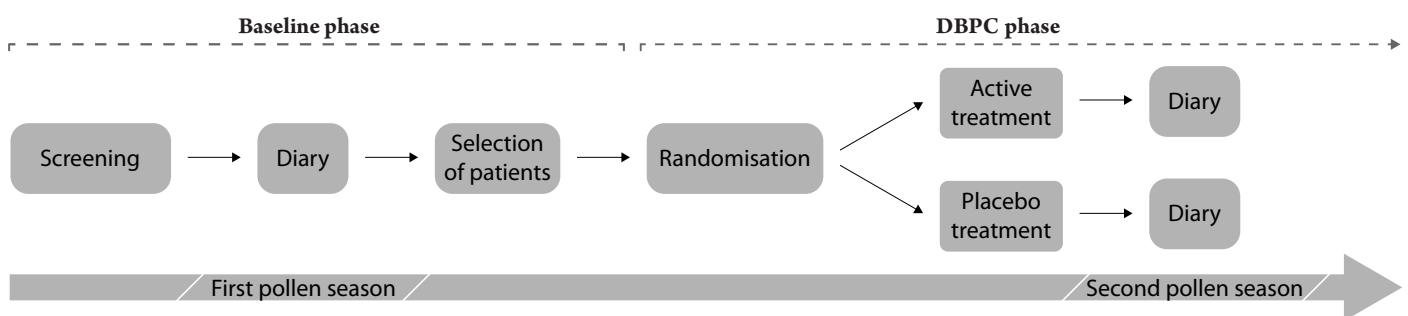 Baseline phase
DBPC phase
Screening
Diary
Selection
of patients
Randomisation
Active
treatment
Diary
Placebo
treatment
Diary
First pollen season
Second pollen season